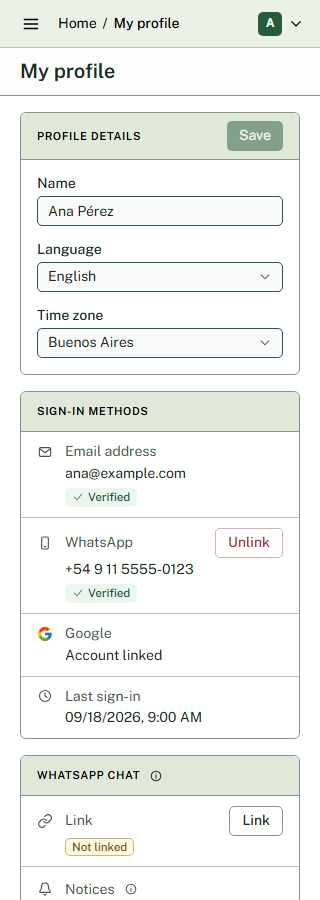 Home / My profile
A
My profile
PROFILE DETAILS
Save
Name
Ana Pérez
Language
English
Time zone
Buenos Aires
SIGN-IN METHODS
Email address
ana@example.com
Verified
WhatsApp
Unlink
+54 9 11 5555-0123
Verified
Google
Account linked
Last sign-in
09/18/2026, 9:00 AM
WHATSAPP CHAT
Link
Link
Not linked
Notices